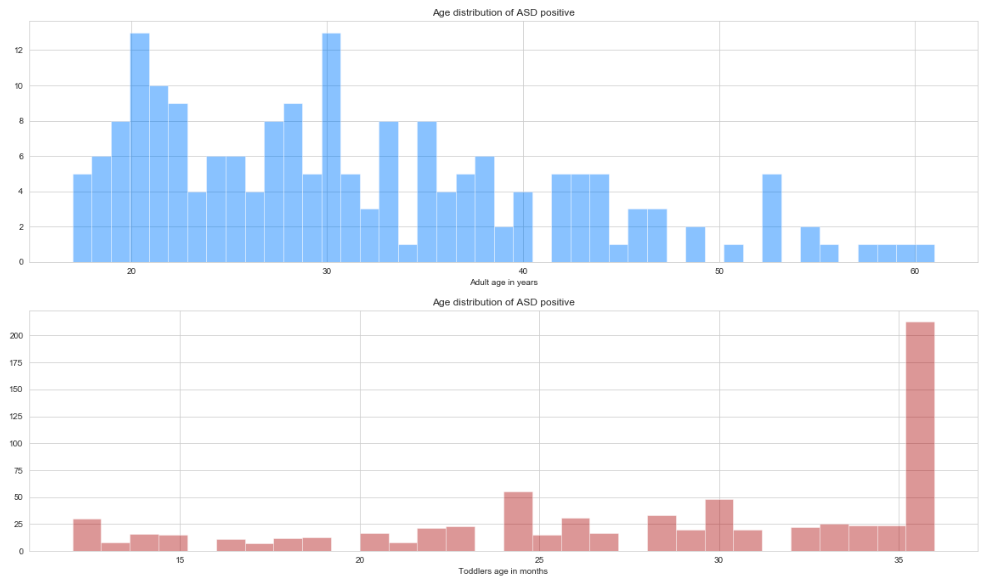 Age distribution of ASD positive
12
10
8
6
4
2
0
20 30 40 50 60
Adult age in years
Age distribution of ASD positive
200
175
150
125
100
75
50
25
0
15 20 25 30 35
Toddlers age in months